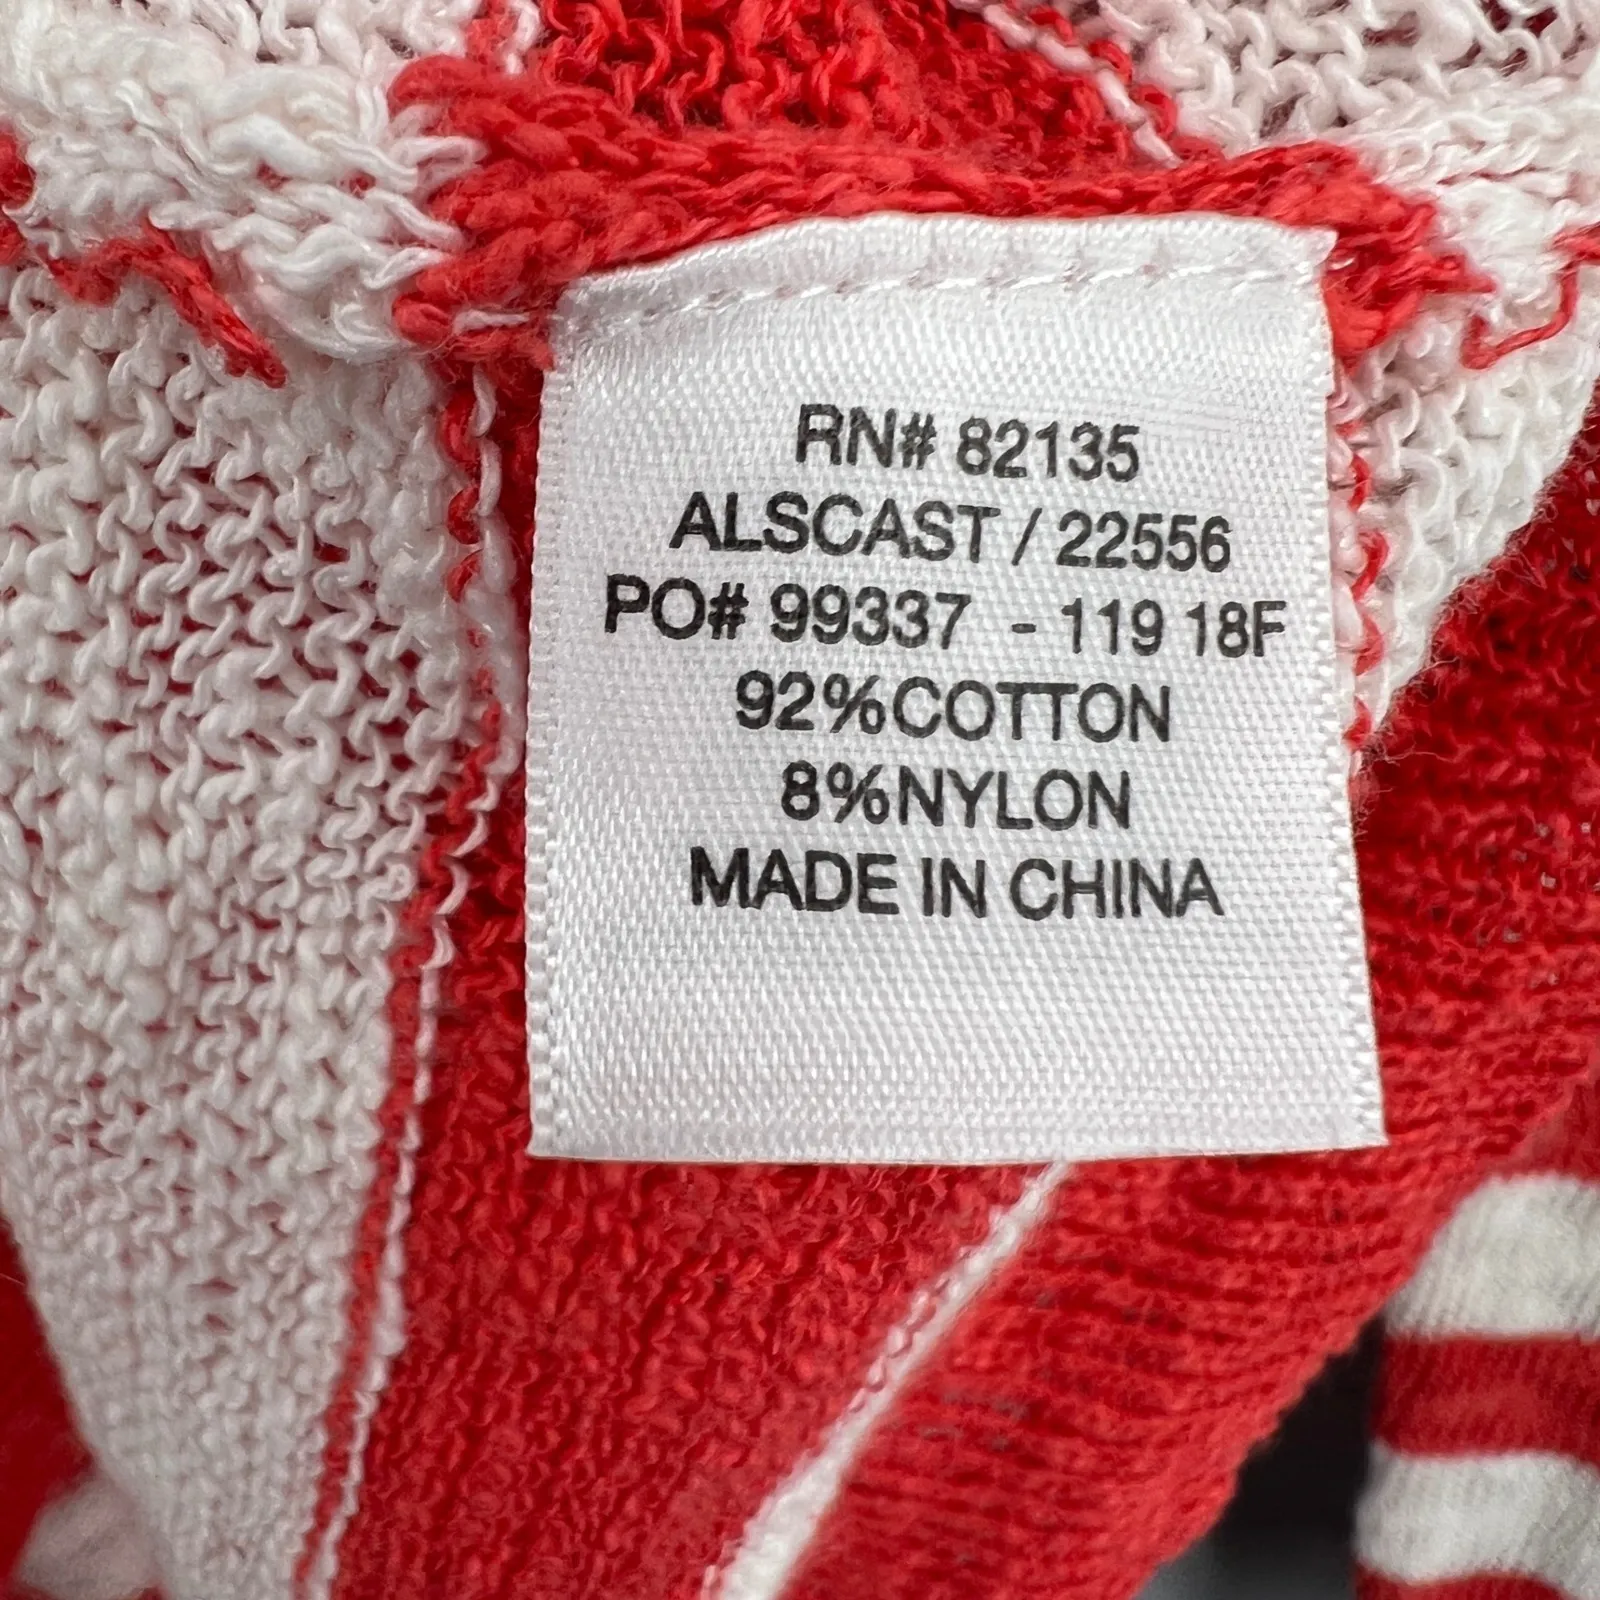 RN# 82135
ALSCAST / 22556
PO# 99337 - 119 18F
92%COTTON
8%NYLON
MADE IN CHINA